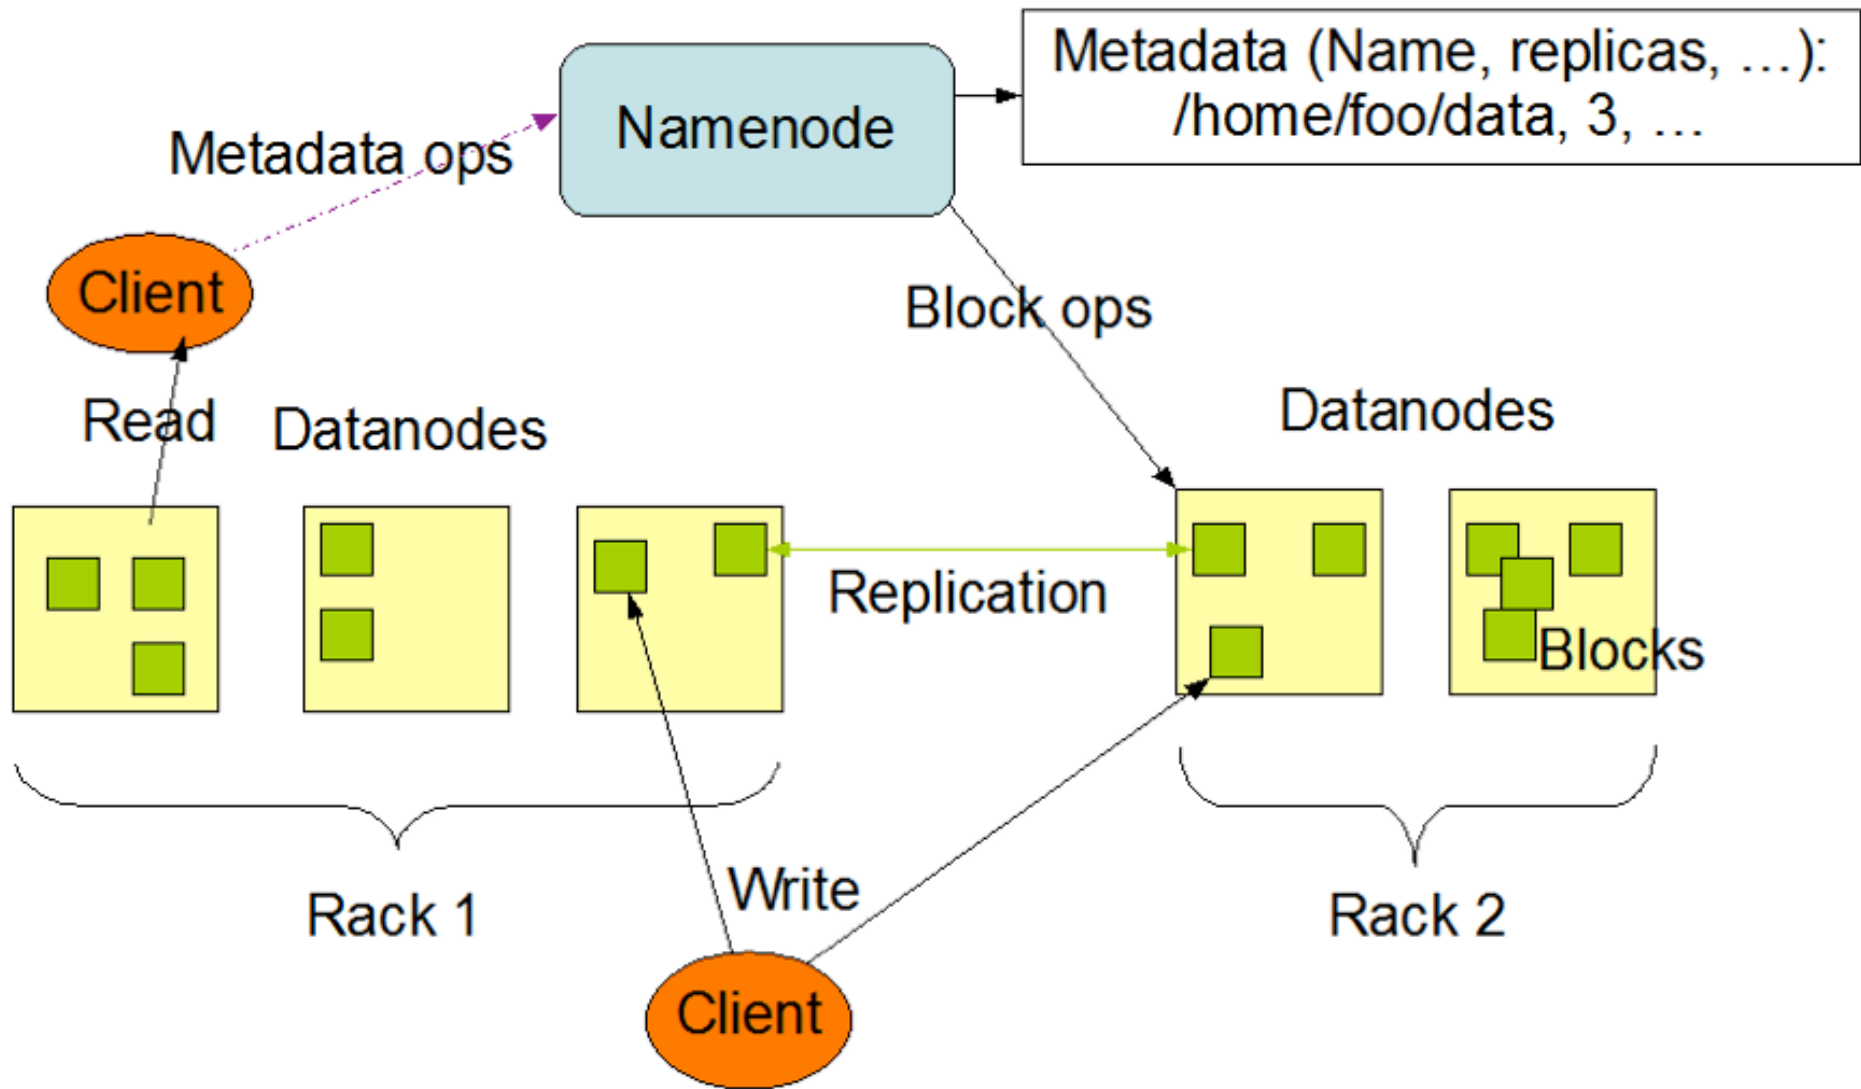 Metadata (Name, replicas, …):
/home/foo/data, 3, …
Namenode
Metadata ops
Client
Block ops
Read
Datanodes
Datanodes
Replication
Blocks
Rack 1
Write
Rack 2
Client